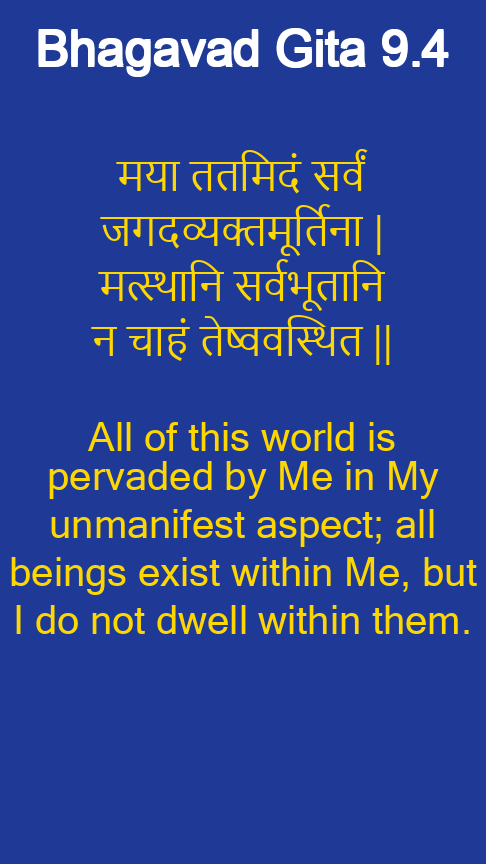 Bhagavad Gita 9.4
मया ततमिदं सर्वं
जगदव्यक्तमूर्तिना |
मत्स्थानि सर्वभूतानि
न चाहं तेष्ववस्थित ||
All of this world is
pervaded by Me in My
unmanifest aspect; all
beings exist within Me, but
I do not dwell within them.